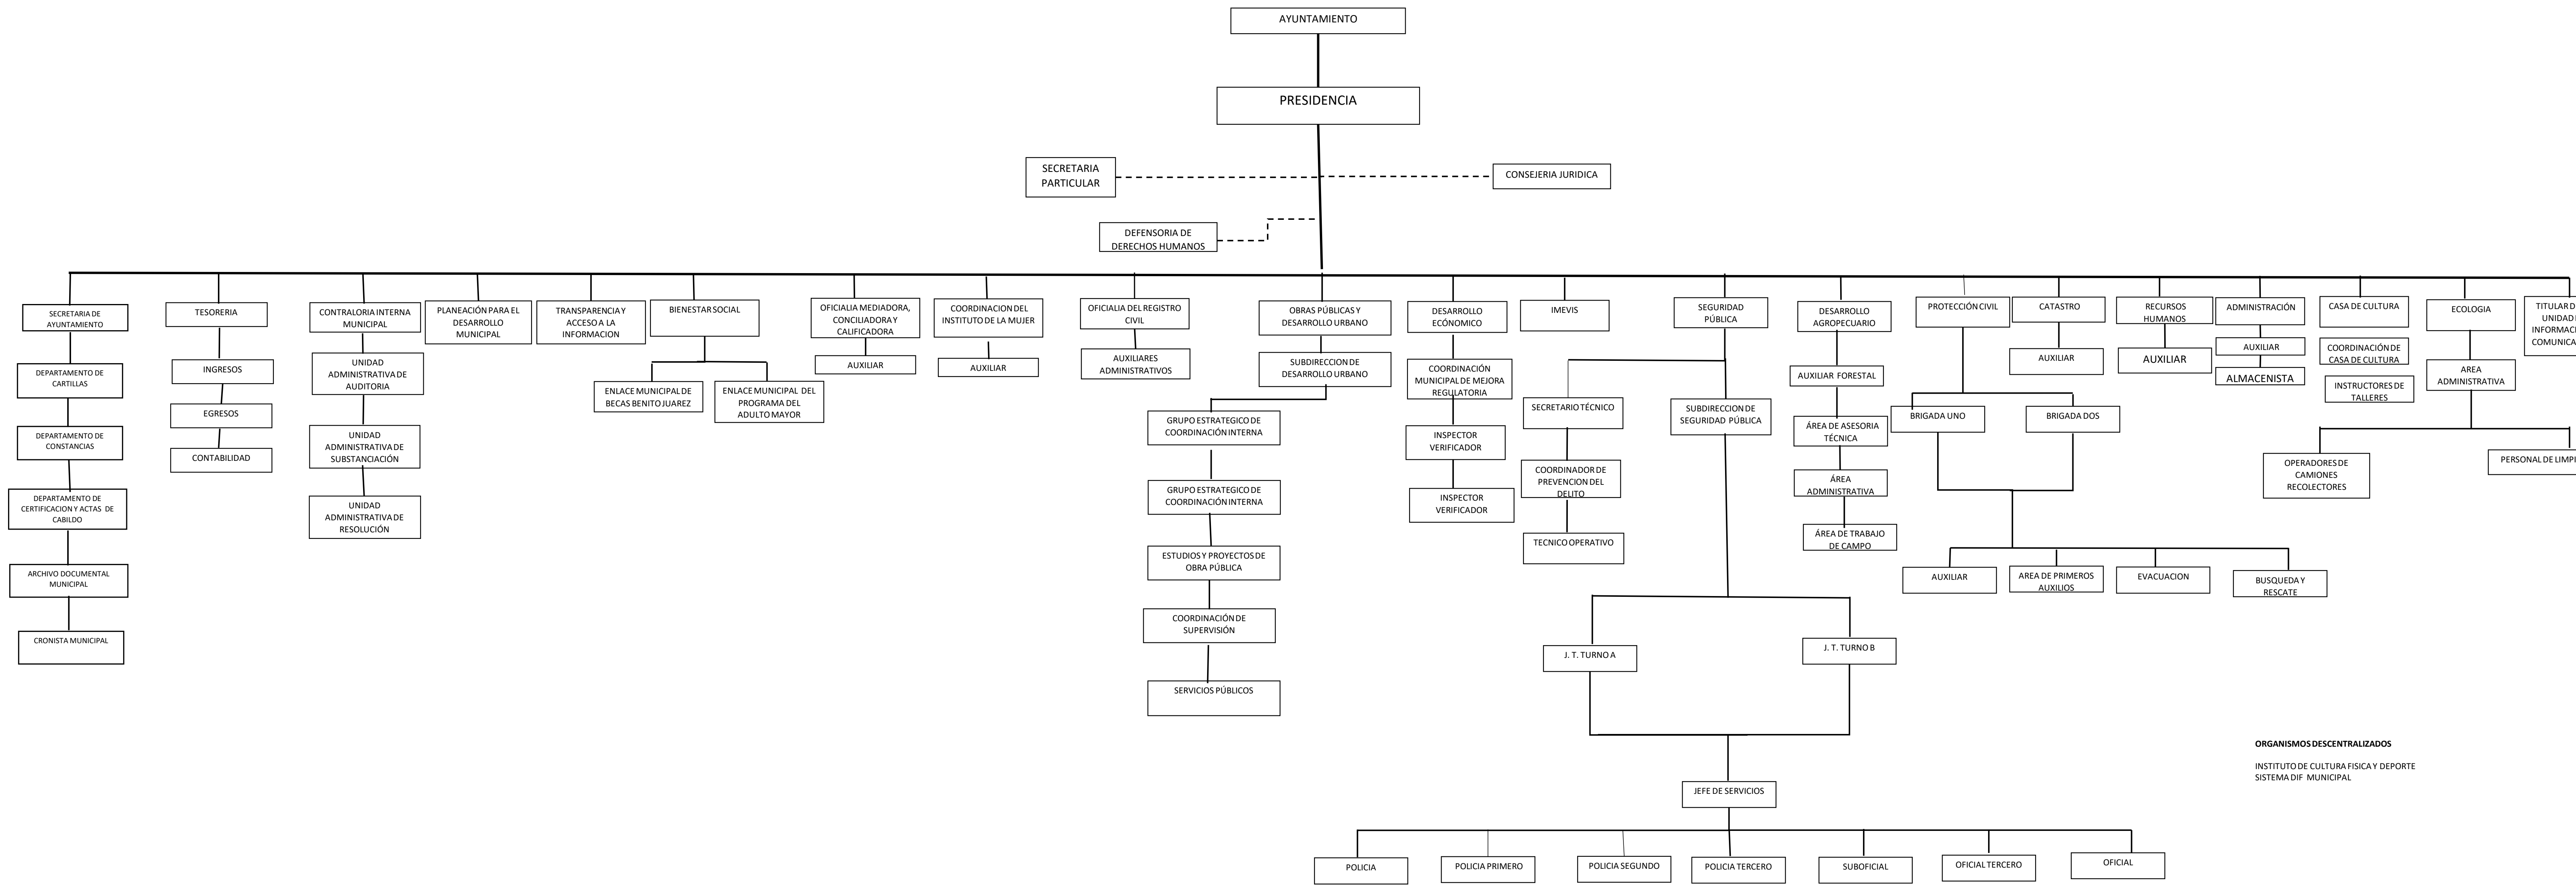 AYUNTAMIENTO
PRESIDENCIA
SECRETARIA
PARTICULAR
CONSEJERIA JURIDICA
DEFENSORIA DE
DERECHOS HUMANOS
SECRETARIA DE
AYUNTAMIENTO
DEPARTAMENTO DE
CARTILLAS
DEPARTAMENTO DE
CONSTANCIAS
DEPARTAMENTO DE
CERTIFICACION Y ACTAS DE
CABILDO
ARCHIVO DOCUMENTAL
MUNICIPAL
CRONISTA MUNICIPAL
TESORERIA
INGRESOS
EGRESOS
CONTABILIDAD
CONTRALORIA INTERNA
MUNICIPAL
UNIDAD
ADMINISTRATIVA DE
AUDITORIA
UNIDAD
ADMINISTRATIVA DE
SUBSTANCIACIÓN
UNIDAD
ADMINISTRATIVA DE
RESOLUCIÓN
PLANEACIÓN PARA EL
DESARROLLO
MUNICIPAL
TRANSPARENCIA Y
ACCESO A LA
INFORMACION
BIENESTAR SOCIAL
ENLACE MUNICIPAL DE
BECAS BENITO JUAREZ
ENLACE MUNICIPAL DEL
PROGRAMA DEL
ADULTO MAYOR
OFICIALIA MEDIADORA,
CONCILIADORA Y
CALIFICADORA
AUXILIAR
COORDINACION DEL
INSTITUTO DE LA MUJER
AUXILIAR
OFICIALIA DEL REGISTRO
CIVIL
AUXILIARES
ADMINISTRATIVOS
OBRAS PÚBLICAS Y
DESARROLLO URBANO
SUBDIRECCION DE
DESARROLLO URBANO
GRUPO ESTRATEGICO DE
COORDINACIÓN INTERNA
GRUPO ESTRATEGICO DE
COORDINACIÓN INTERNA
ESTUDIOS Y PROYECTOS DE
OBRA PÚBLICA
COORDINACIÓN DE
SUPERVISIÓN
SERVICIOS PÚBLICOS
DESARROLLO
ECÓNOMICO
COORDINACIÓN
MUNICIPAL DE MEJORA
REGULATORIA
INSPECTOR
VERIFICADOR
INSPECTOR
VERIFICADOR
IMEVIS
SEGURIDAD
PÚBLICA
SECRETARIO TÉCNICO
COORDINADOR DE
PREVENCION DEL
DELITO
TECNICO OPERATIVO
SUBDIRECCION DE
SEGURIDAD PÚBLICA
J. T. TURNO A
J. T. TURNO B
JEFE DE SERVICIOS
POLICIA
POLICIA PRIMERO
POLICIA SEGUNDO
POLICIA TERCERO
SUBOFICIAL
OFICIAL TERCERO
OFICIAL
DESARROLLO
AGROPECUARIO
AUXILIAR FORESTAL
ÁREA DE ASESORIA
TÉCNICA
ÁREA
ADMINISTRATIVA
ÁREA DE TRABAJO
DE CAMPO
PROTECCIÓN CIVIL
BRIGADA UNO
BRIGADA DOS
AUXILIAR
AREA DE PRIMEROS
AUXILIOS
EVACUACION
BUSQUEDA Y
RESCATE
CATASTRO
AUXILIAR
RECURSOS
HUMANOS
AUXILIAR
ADMINISTRACIÓN
AUXILIAR
ALMACENISTA
CASA DE CULTURA
COORDINACIÓN DE
CASA DE CULTURA
INSTRUCTORES DE
TALLERES
ECOLOGIA
AREA
ADMINISTRATIVA
OPERADORES DE
CAMIONES
RECOLECTORES
PERSONAL DE
TITULAR
UNIDAD
ORGANISMOS DESCENTRALIZADOS
INSTITUTO DE CULTURA FISICA Y DEPORTE
SISTEMA DIF MUNICIPAL